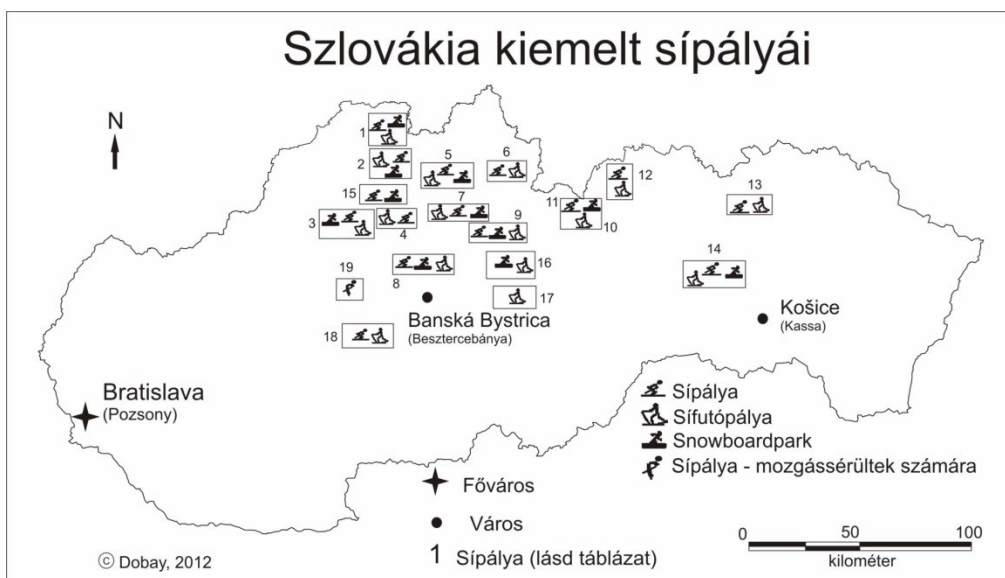 Szlovákia kiemelt sípályái
N
1
2
5
6
12
13
15
7
11
10
3
4
9
14
8
16
19
17
18
Banská Bystrica
(Besztercebánya)
Košice
(Kassa)
Bratislava
(Pozsony)
Sípálya
Sífutópálya
Snowboardpark
Sípálya - mozgássérültek számára
Főváros
Város
1 Sípálya (lásd táblázat)
0 50 100
kilométer
© Dobay, 2012